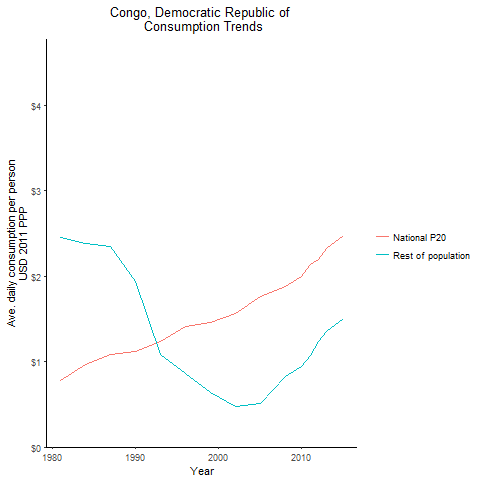 Congo, Democratic Republic of
Consumption Trends
Ave. daily consumption per person
USD 2011 PPP
$4
$3
$2
$1
$0
1980
1990
2000
2010
Year
National P20
Rest of population